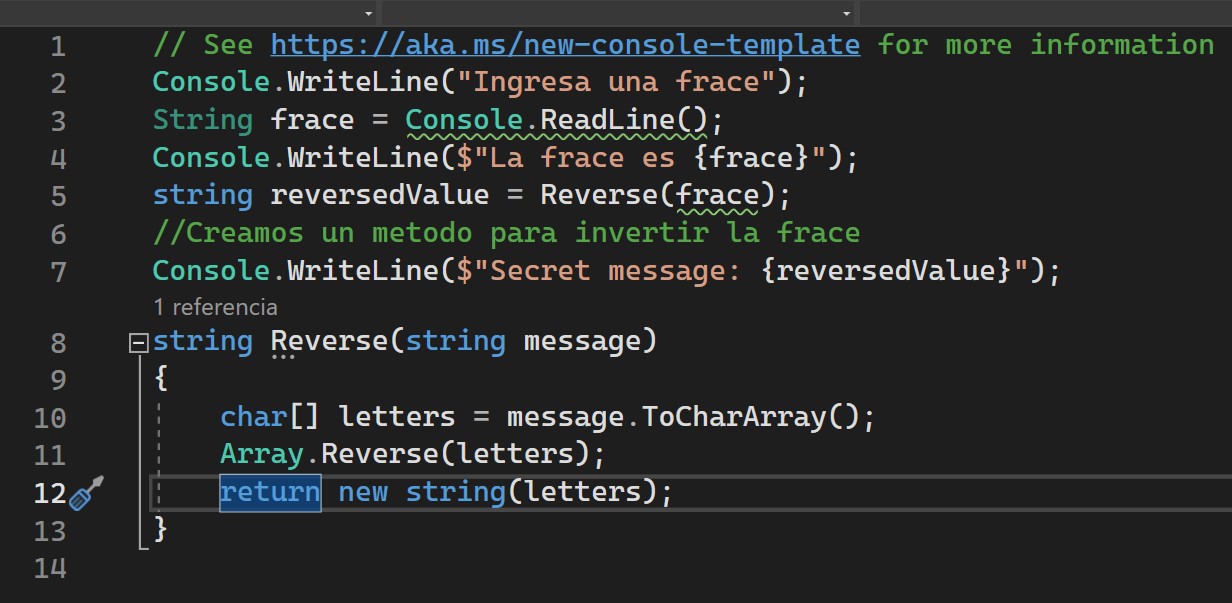 1 // See https://aka.ms/new-console-template for more information
2 Console.WriteLine("Ingresa una frace");
3 String frace = Console.ReadLine();
4 Console.WriteLine($"La frace es {frace}");
5 string reversedValue = Reverse(frace);
6 //Creamos un metodo para invertir la frace
7 Console.WriteLine($"Secret message: {reversedValue}");
1 referencia
8 string Reverse(string message)
9 {
10 char[] letters = message.ToCharArray();
11 Array.Reverse(letters);
12 return new string(letters);
13 }
14